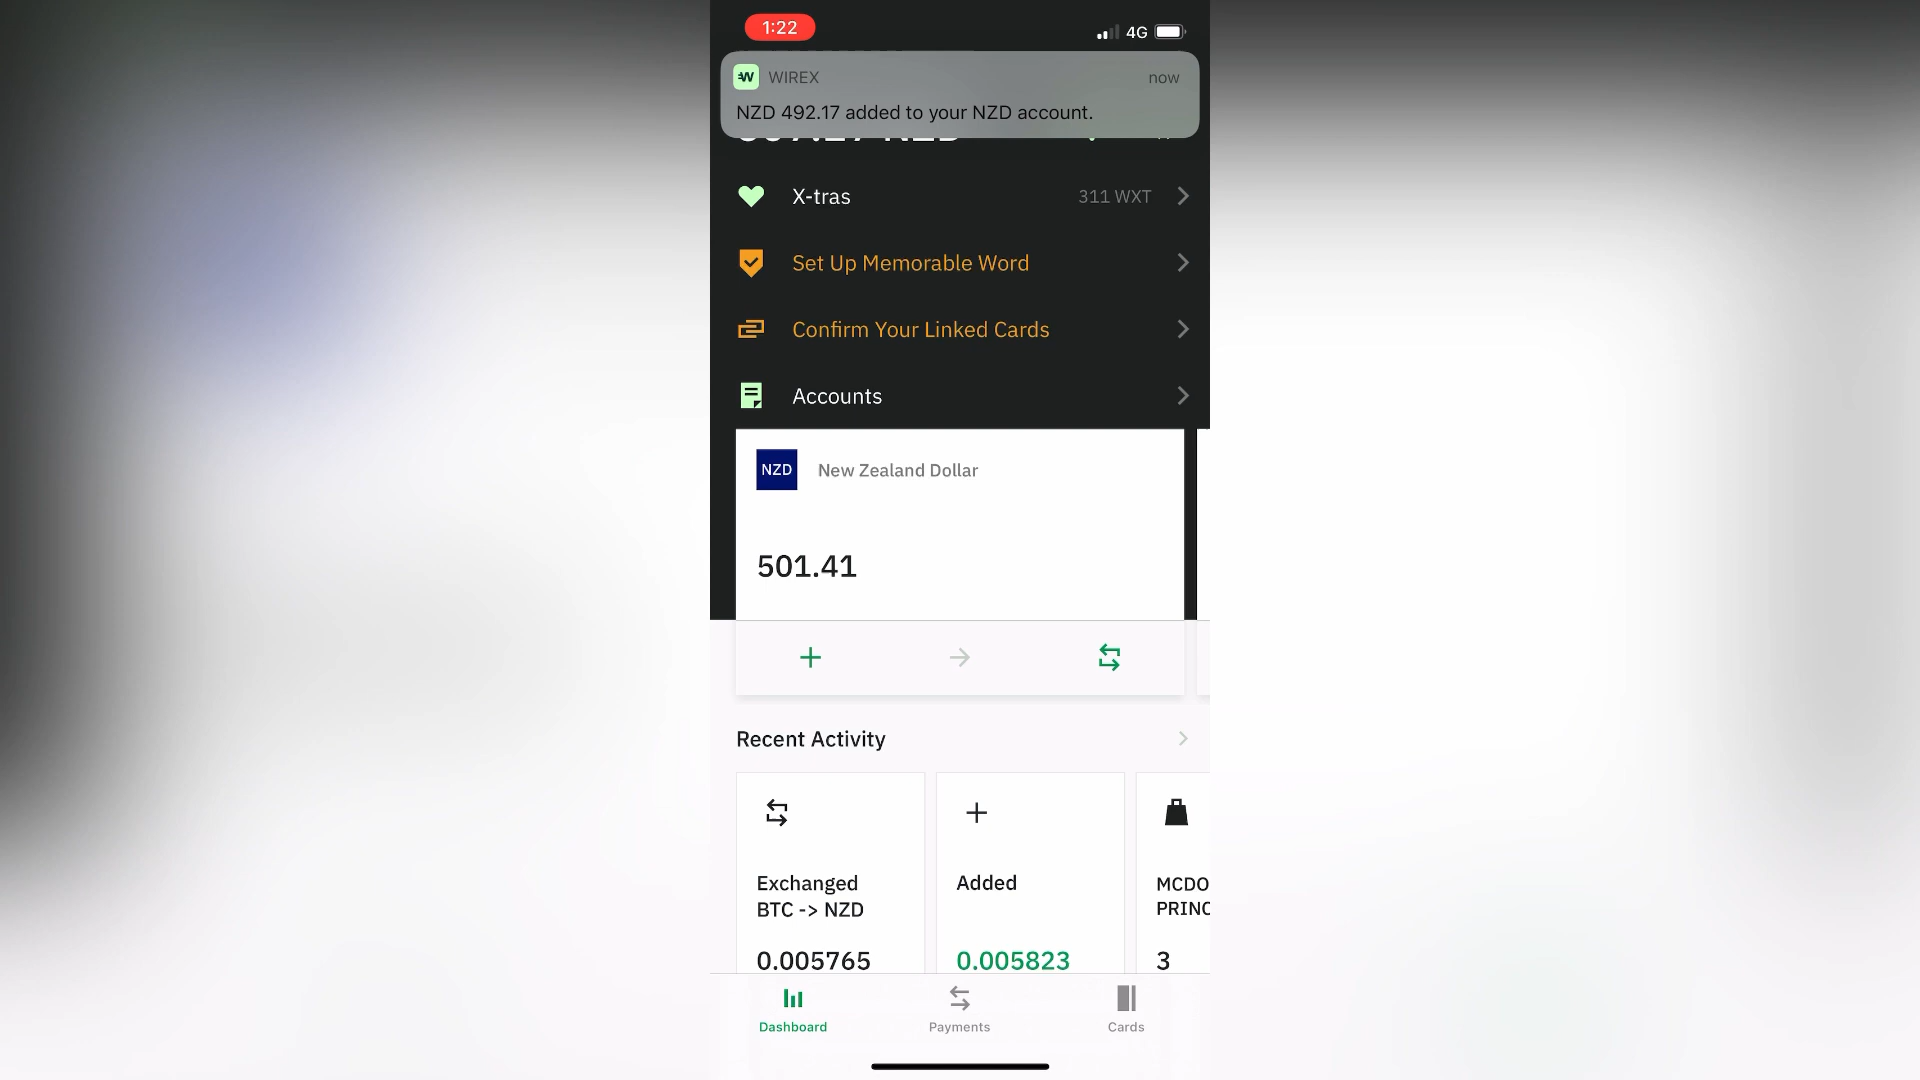 1:22
4G
WIREX
now
NZD 492.17 added to your NZD account.
X-tras
311 WXT
Set Up Memorable Word
Confirm Your Linked Cards
Accounts
NZD
New Zealand Dollar
501.41
Recent Activity
Exchanged
BTC -> NZD
0.005765
Added
0.005823
MCDO
PRINC
3
Dashboard
Payments
Cards